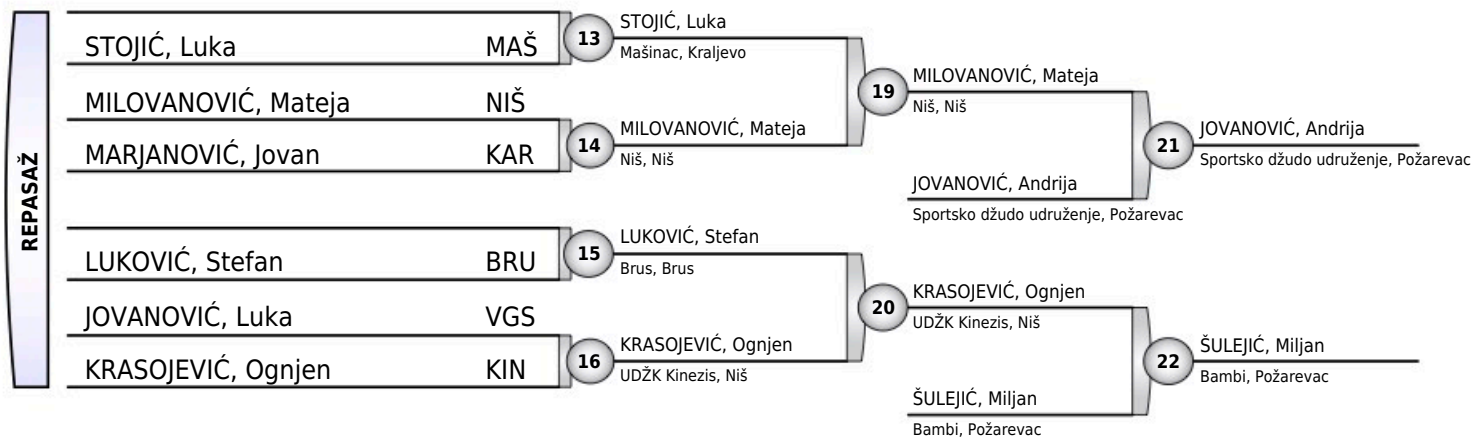 REPASAŽ
STOJIĆ, Luka MAŠ
MILOVANOVIĆ, Mateja NIŠ
MARJANOVIĆ, Jovan KAR
LUKOVIĆ, Stefan BRU
JOVANOVIĆ, Luka VGS
KRASOJEVIĆ, Ognjen KIN
13
STOJIĆ, Luka
Mašinac, Kraljevo
14
MILOVANOVIĆ, Mateja
Niš, Niš
15
LUKOVIĆ, Stefan
Brus, Brus
16
KRASOJEVIĆ, Ognjen
UDŽK Kinezis, Niš
19
MILOVANOVIĆ, Mateja
Niš, Niš
JOVANOVIĆ, Andrija
Sportsko džudo udruženje, Požarevac
20
KRASOJEVIĆ, Ognjen
UDŽK Kinezis, Niš
ŠULEJIĆ, Miljan
Bambi, Požarevac
21
JOVANOVIĆ, Andrija
Sportsko džudo udruženje, Požarevac
22
ŠULEJIĆ, Miljan
Bambi, Požarevac